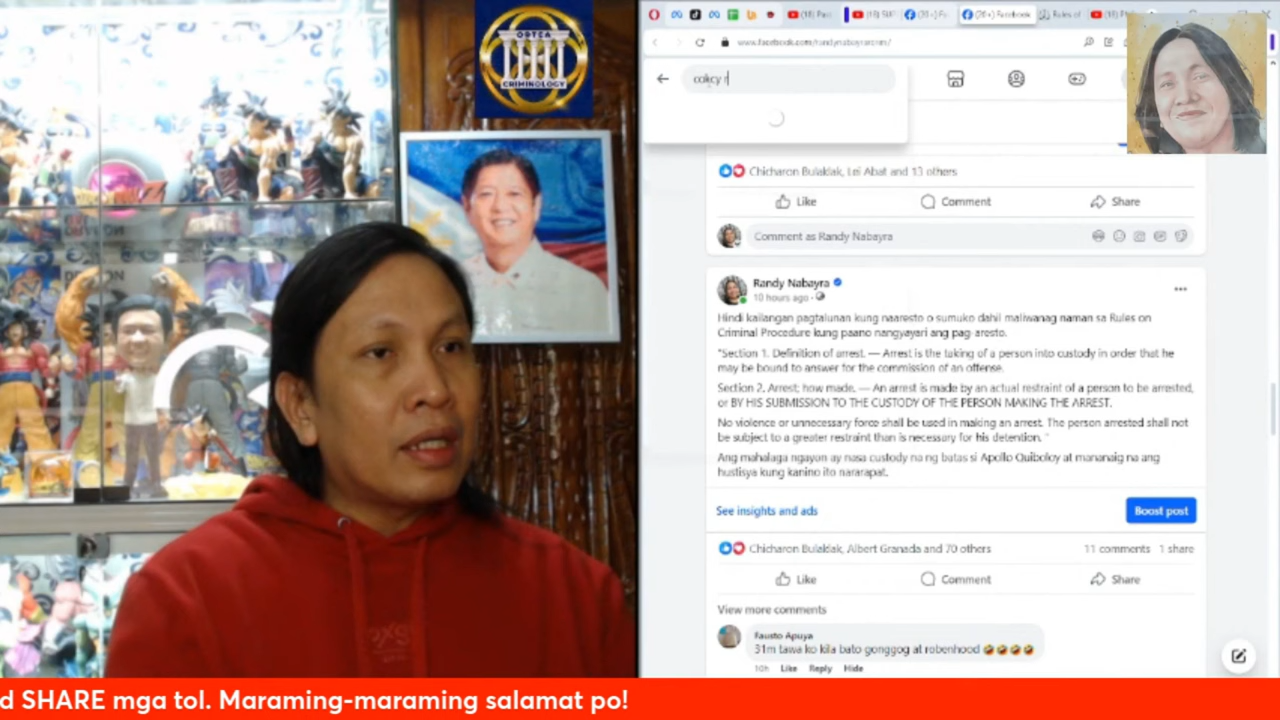 ORTEA
CRIMINOLOGY
www.facebook.com/randynabayraronin/
cokcy r
Chicharon Bulaklak, Lei Abat and 13 others
Like Comment Share
Comment as Randy Nabayra
Randy Nabayra
10 hours ago
Hindi kailangan pagtalunan kung naaresto o sumuko dahil maliwanag naman sa Rules on
Criminal Procedure kung paano nangyayari ang pag-aresto.
"Section 1. Definition of arrest. — Arrest is the taking of a person into custody in order that he
may be bound to answer for the commission of an offense.
Section 2. Arrest; how made. — An arrest is made by an actual restraint of a person to be arrested,
or BY HIS SUBMISSION TO THE CUSTODY OF THE PERSON MAKING THE ARREST.
No violence or unnecessary force shall be used in making an arrest. The person arrested shall not
be subject to a greater restraint than is necessary for his detention. "
Ang mahalaga ngayon ay nasa custody na ng batas si Apollo Quiboloy at mananaig na ang
hustisya kung kanino ito nararapat.
See insights and ads Boost post
Chicharon Bulaklak, Albert Granada and 70 others 11 comments 1 share
Like Comment Share
View more comments
Fausto Apuya
31m tawa ko kila bato gonggog at robenhood 🤣🤣🤣🤣
10h Like Reply Hide
d SHARE mga tol. Maraming-maraming salamat po!